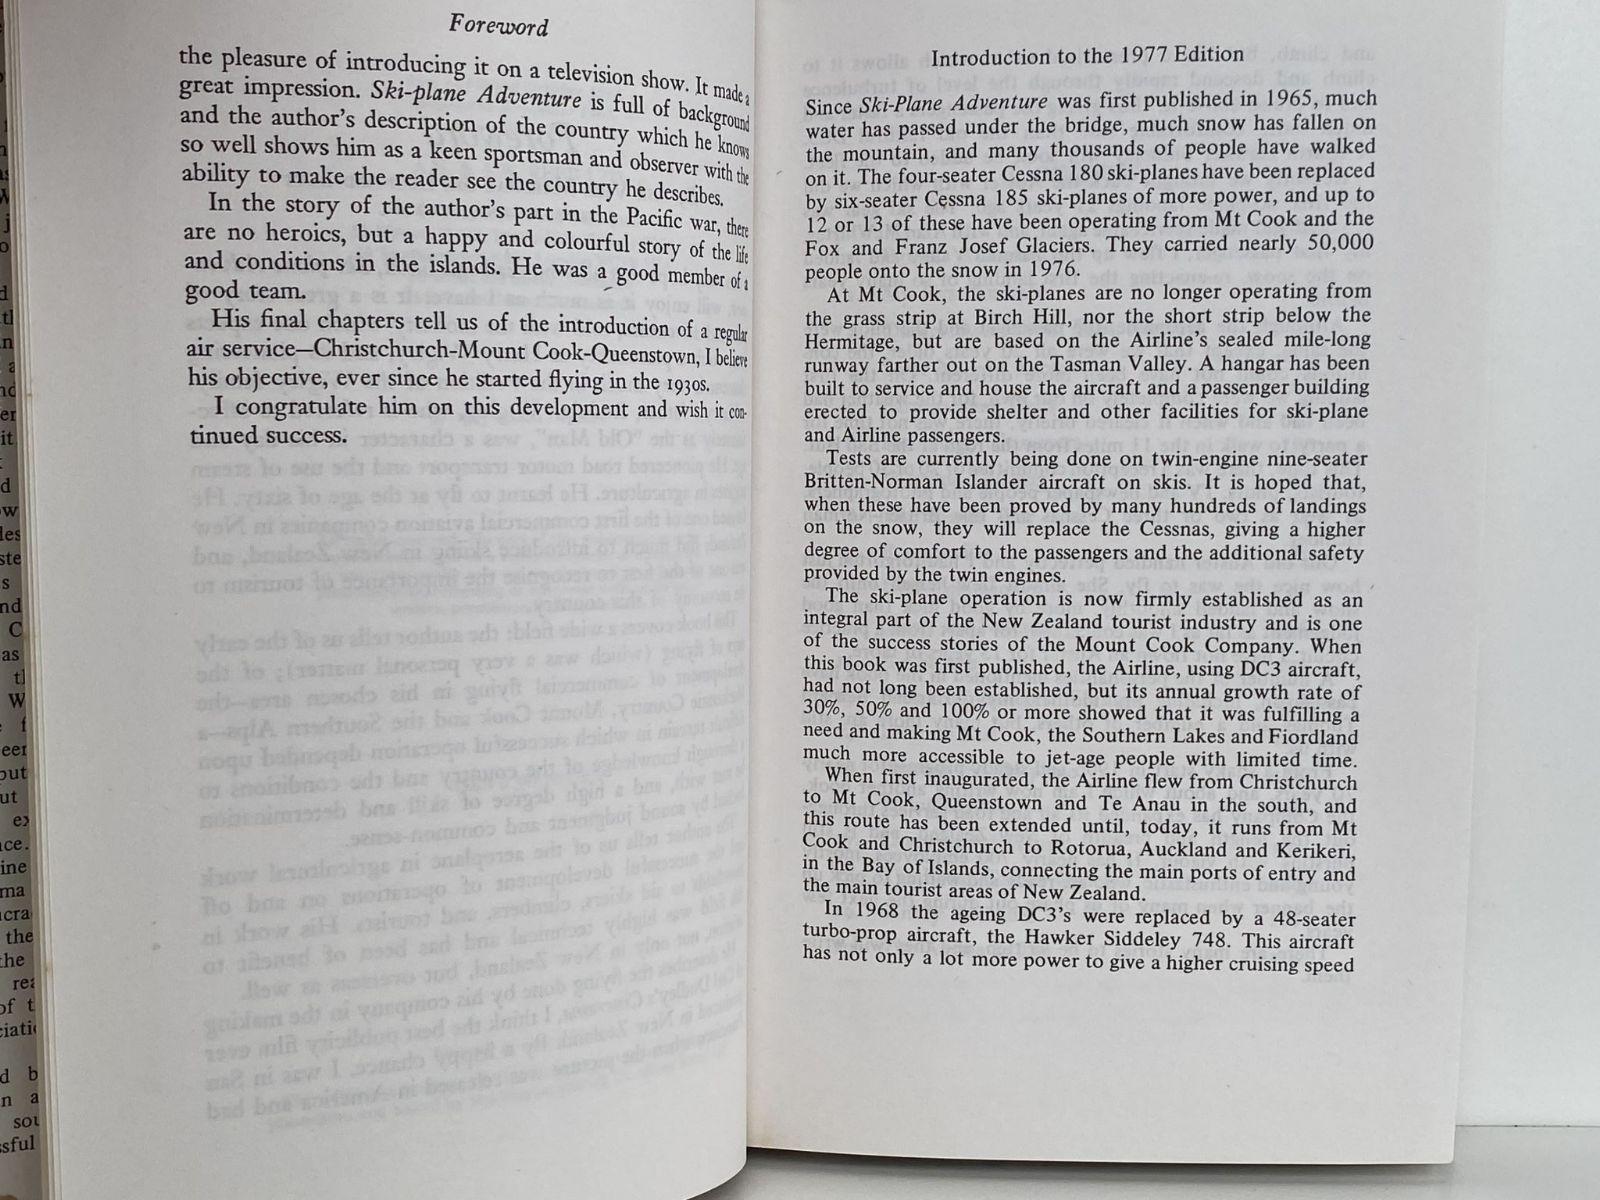 Foreword
the pleasure of introducing it on a television show. It made a
great impression. Ski-plane Adventure is full of background
and the author's description of the country which he knows
so well shows him as a keen sportsman and observer with the
ability to make the reader see the country he describes.
In the story of the author's part in the Pacific war, there
are no heroics, but a happy and colourful story of the life
and conditions in the islands. He was a good member of a
good team.
His final chapters tell us of the introduction of a regular
air service—Christchurch-Mount Cook-Queenstown, I believe
his objective, ever since he started flying in the 1930s.
I congratulate him on this development and wish it con-
tinued success.
Introduction to the 1977 Edition
Since Ski-Plane Adventure was first published in 1965, much
water has passed under the bridge, much snow has fallen on
the mountain, and many thousands of people have walked
on it. The four-seater Cessna 180 ski-planes have been replaced
by six-seater Cessna 185 ski-planes of more power, and up to
12 or 13 of these have been operating from Mt Cook and the
Fox and Franz Josef Glaciers. They carried nearly 50,000
people onto the snow in 1976.
At Mt Cook, the ski-planes are no longer operating from
the grass strip at Birch Hill, nor the short strip below the
Hermitage, but are based on the Airline's sealed mile-long
runway farther out on the Tasman Valley. A hangar has been
built to service and house the aircraft and a passenger building
erected to provide shelter and other facilities for ski-plane
and Airline passengers.
Tests are currently being done on twin-engine nine-seater
Britten-Norman Islander aircraft on skis. It is hoped that,
when these have been proved by many hundreds of landings
on the snow, they will replace the Cessnas, giving a higher
degree of comfort to the passengers and the additional safety
provided by the twin engines.
The ski-plane operation is now firmly established as an
integral part of the New Zealand tourist industry and is one
of the success stories of the Mount Cook Company. When
this book was first published, the Airline, using DC3 aircraft,
had not long been established, but its annual growth rate of
30%, 50% and 100% or more showed that it was fulfilling a
need and making Mt Cook, the Southern Lakes and Fiordland
much more accessible to jet-age people with limited time.
When first inaugurated, the Airline flew from Christchurch
to Mt Cook, Queenstown and Te Anau in the south, and
this route has been extended until, today, it runs from Mt
Cook and Christchurch to Rotorua, Auckland and Kerikeri,
in the Bay of Islands, connecting the main ports of entry and
the main tourist areas of New Zealand.
In 1968 the ageing DC3's were replaced by a 48-seater
turbo-prop aircraft, the Hawker Siddeley 748. This aircraft
has not only a lot more power to give a higher cruising speed